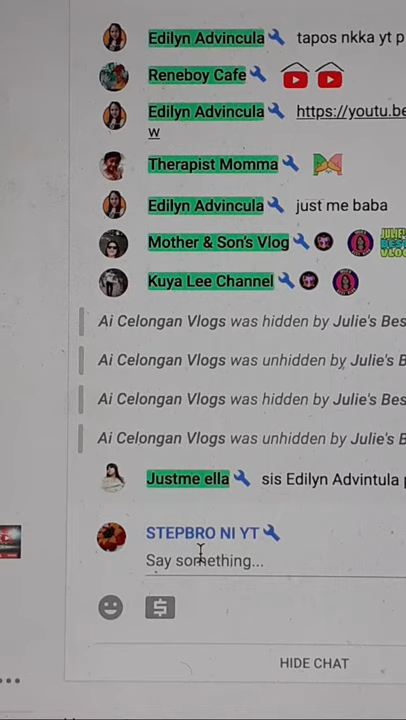 Edilyn Advincula tapos nkka yt p
Reneboy Cafe
Edilyn Advincula https://youtu.be
w
Therapist Momma
Edilyn Advincula just me baba
Mother & Son's Vlog JULIE'S BEST VLOG
Kuya Lee Channel
Ai Celongan Vlogs was hidden by Julie's Bes
Ai Celongan Vlogs was unhidden by Julie's B
Ai Celongan Vlogs was hidden by Julie's Bes
Ai Celongan Vlogs was unhidden by Julie's B
Justme ella sis Edilyn Advintula p
STEPBRO NI YT
Say something...
HIDE CHAT